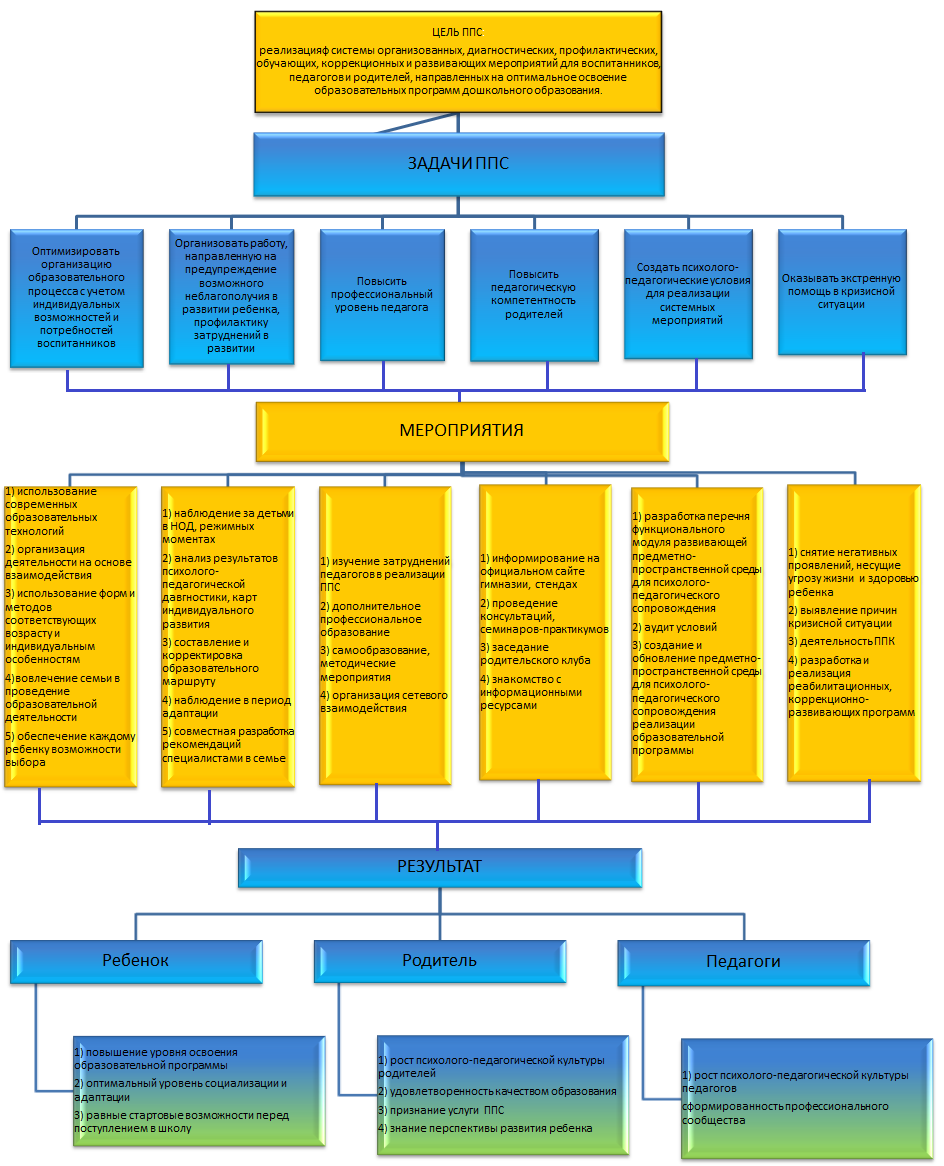 ЦЕЛЬ ППС
реализацияф системы организованных, диагностических, профилактических,
обучающих, коррекционных и развивающих мероприятий для воспитанников,
педагогов и родителей, направленных на оптимальное освоение
образовательных программ дошкольного образования.
ЗАДАЧИ ППС
Оптимизировать
организацию
образовательного
процесса с учетом
индивидуальных
возможностей и
потребностей
воспитанников
Организовать работу,
направленную на
предупреждение
возможного
неблагополучия в
развитии ребенка,
профилактику
затруднений в
развитии
Повысить
профессиональный
уровень педагога
Повысить
педагогическую
компетентность
родителей
Создать психолого-
педагогические условия
для реализации
системных
мероприятий
Оказывать экстренную
помощь в кризисной
ситуации
МЕРОПРИЯТИЯ
1) использование
современных
образовательных
технологий
2) организация
деятельности на основе
взаимодействия
3) использование форм и
методов
соответствующих
возрасту и
индивидуальным
особенностям
4)вовлечение семьи в
проведение
образовательной
деятельности
5) обеспечение каждому
ребенку возможности
выбора
1) наблюдение за детьми
в НОД, режимных
моментах
2) анализ результатов
психолого-
педагогической
давгностики, карт
индивидуального
развития
3) составление и
корректировка
образовательного
маршруту
4) наблюдение в период
адаптации
5) совместная разработка
рекомендаций
специалистами в семье
1) изучение затруднений
педагогов в реализации
ППС
2) дополнительное
профессиональное
образование
3) самообразование,
методические
мероприятия
4) организация сетевого
взаимодействия
1) информирование на
официальном сайте
гимназии, стендах
2) проведение
консультаций,
семинаров-практикумов
3) заседание
родительского клуба
4) знакомство с
информационными
ресурсами
1) разработка перечня
функционального
модуля развивающей
предметно-
пространственной среды
для психолого-
педагогического
сопровождения
2) аудит условий
3) создание и
обновление предметно-
пространственной среды
для психолого-
педагогического
сопровождения
реализации
образовательной
программы
1) снятие негативных
проявлений, несущие
угрозу жизни и здоровью
ребенка
2) выявление причин
кризисной ситуации
3) деятельность ППК
4) разработка и
реализация
реабилитационных,
коррекционно-
развивающих программ
РЕЗУЛЬТАТ
Ребенок
Родитель
Педагоги
1) повышение уровня освоения
образовательной программы
2) оптимальный уровень социализации и
адаптации
3) равные стартовые возможности перед
поступлением в школу
1) рост психолого-педагогической культуры
родителей
2) удовлетворенность качеством образования
3) признание услуги ППС
4) знание перспективы развития ребенка
1) рост психолого-педагогической культуры
педагогов
сформированность профессионального
сообщества